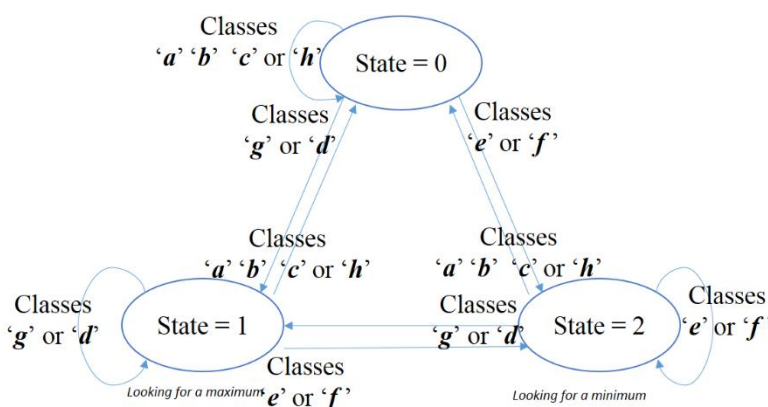 Classes
‘a’ ‘b’ ‘c’ or ‘h’
State = 0
Classes
‘g’ or ‘d’
Classes
‘e’ or ‘f’
Classes
‘a’ ‘b’ ‘c’ or ‘h’
Classes
‘a’ ‘b’ ‘c’ or ‘h’
Classes
‘g’ or ‘d’
State = 1
Classes
‘g’ or ‘d’
State = 2
Classes
‘e’ or ‘f’
Classes
‘e’ or ‘f’
Looking for a maximum
Looking for a minimum